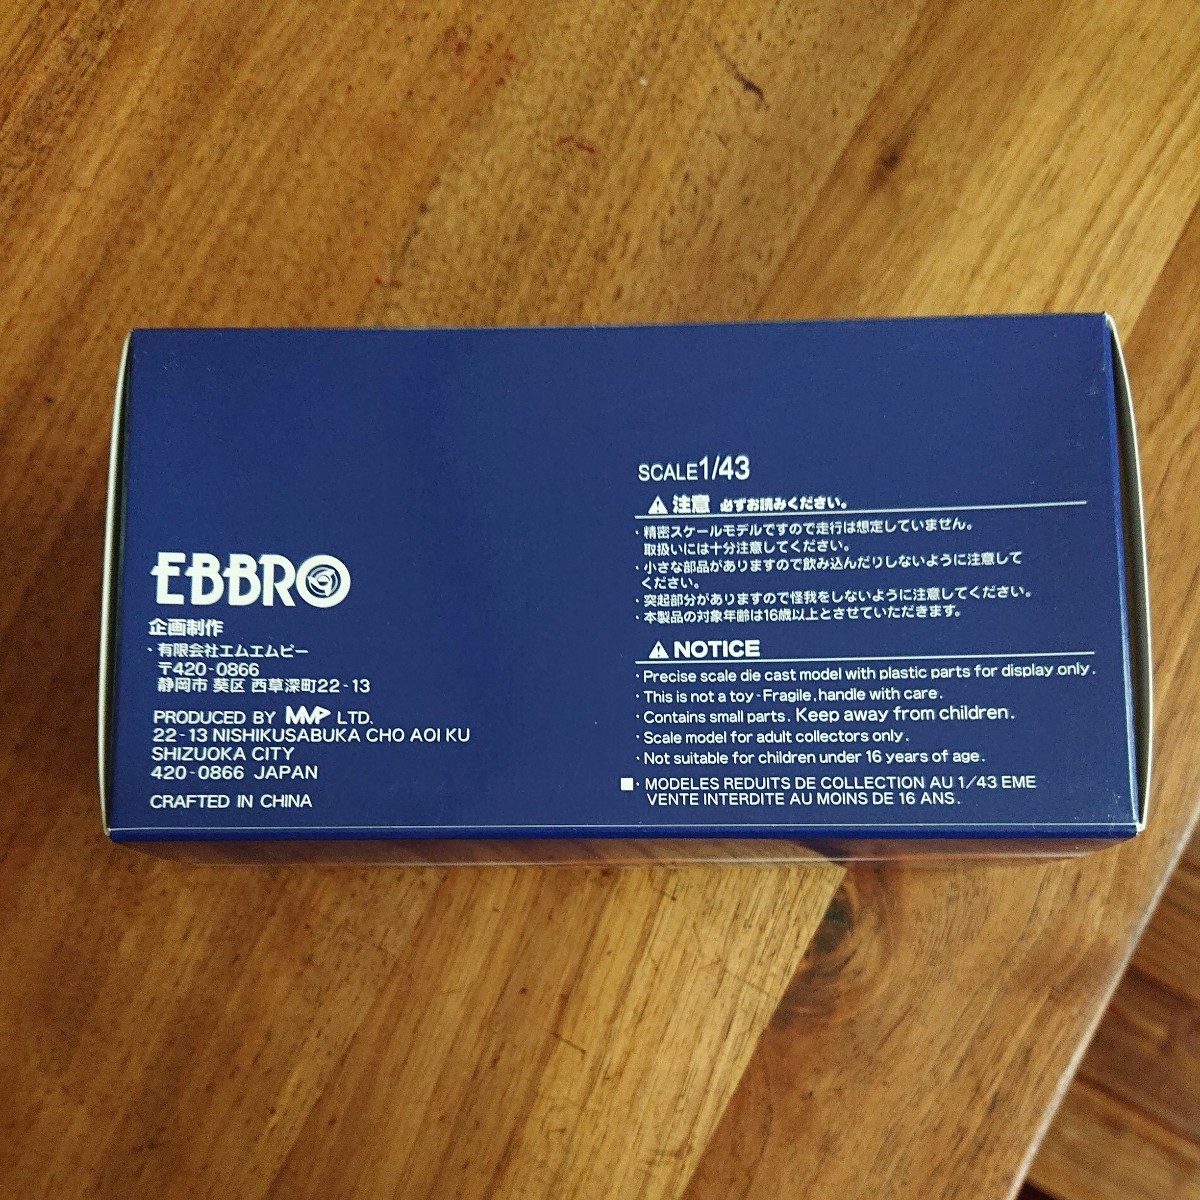 EBBRO
企画制作
・有限会社エムエムピー
〒420-0866
静岡市 葵区 西草深町22-13
PRODUCED BY MMP LTD.
22-13 NISHIKUSABUKA CHO AOI KU
SHIZUOKA CITY
420-0866 JAPAN
CRAFTED IN CHINA
SCALE1/43
⚠注意 必ずお読みください。
・精密スケールモデルですので走行は想定していません。
取扱いには十分注意してください。
・小さな部品がありますので飲み込んだりしないように注意して
ください。
・突起部分がありますので怪我をしないように注意してください。
・本製品の対象年齢は16歳以上とさせていただきます。
⚠NOTICE
・Precise scale die cast model with plastic parts for display only.
・This is not a toy-Fragile, handle with care.
・Contains small parts. Keep away from children.
・Scale model for adult collectors only.
・Not suitable for children under 16 years of age.
■・MODELES REDUITS DE COLLECTION AU 1/43 EME
VENTE INTERDITE AU MOINS DE 16 ANS.